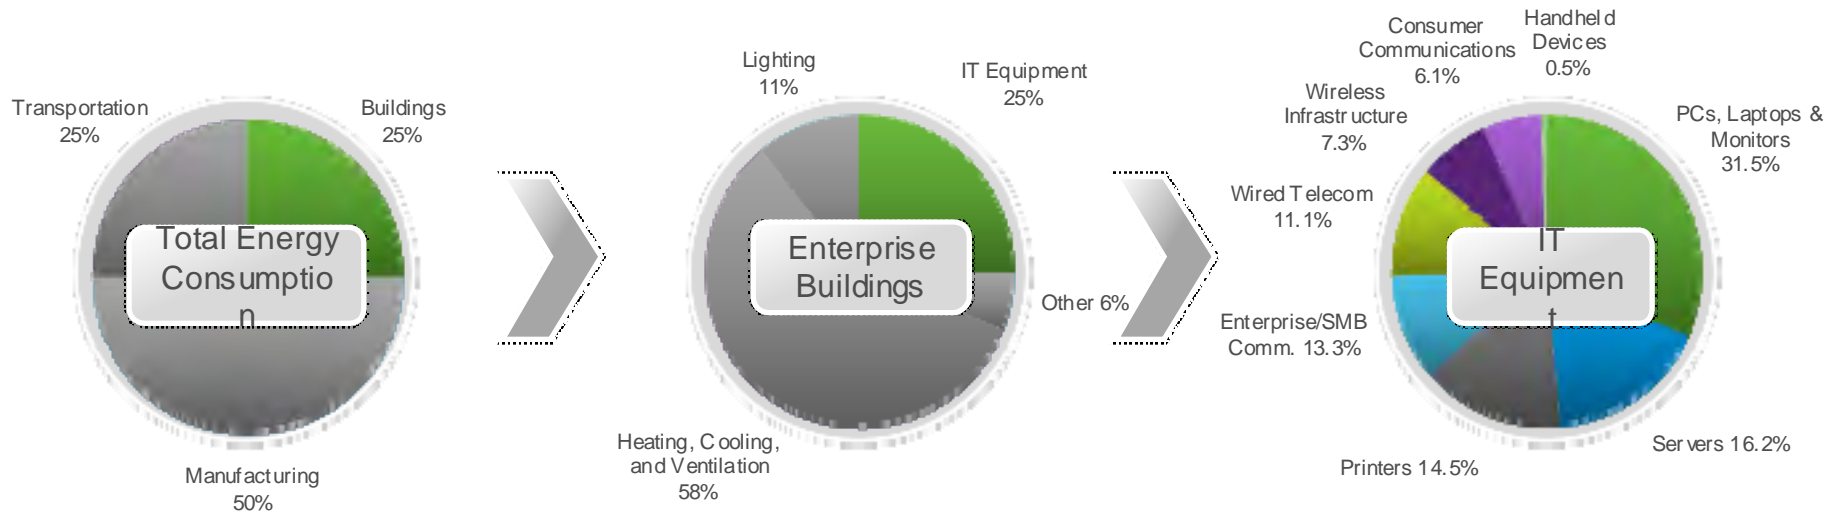 Transportation
25%
Buildings
25%
Total Energy
Consumptio
n
Manufacturing
50%
Lighting
11%
IT Equipment
25%
Enterprise
Buildings
Other 6%
Heating, Cooling,
and Ventilation
58%
Consumer
Communications
6.1%
Handheld
Devices
0.5%
Wireless
Infrastructure
7.3%
PCs, Laptops &
Monitors
31.5%
Wired Telecom
11.1%
IT
Equipmen
t
Enterprise/SMB
Comm. 13.3%
Servers 16.2%
Printers 14.5%